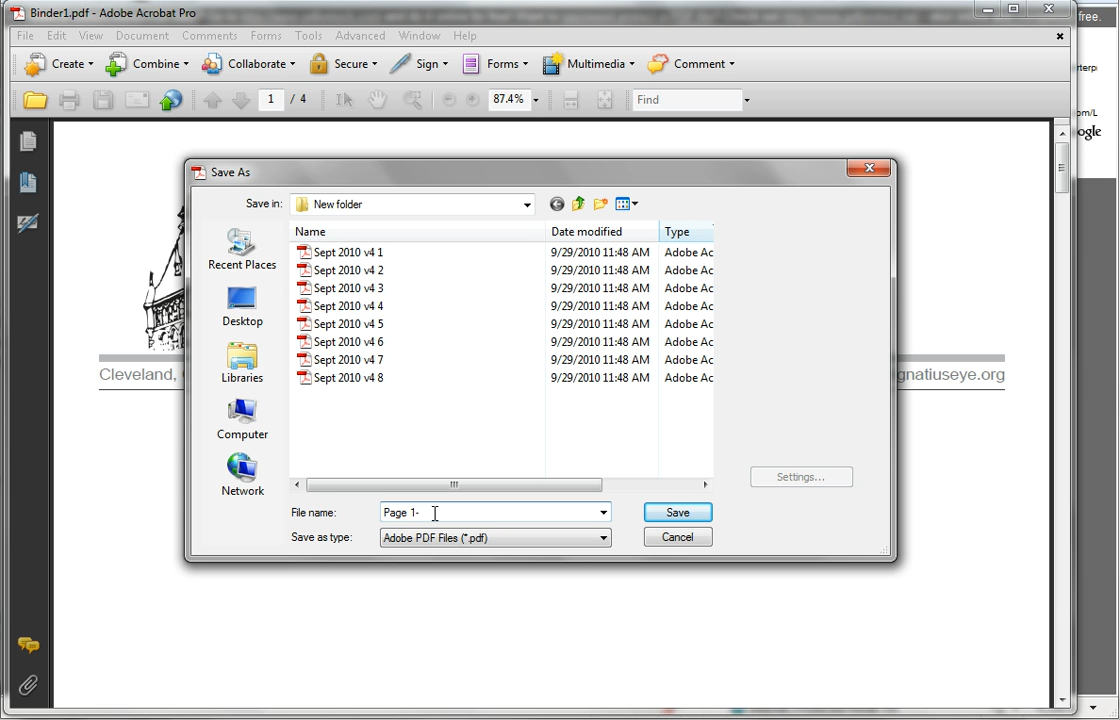 Binder1.pdf - Adobe Acrobat Pro
free.
File Edit View Document Comments Forms Tools Advanced Window Help
Create Combine Collaborate Secure Sign Forms Multimedia Comment
1 / 4 87.4% Find
ogle
Save As
Save in: New folder
Name Date modified Type
Recent Places
Desktop
Libraries
Computer
Network
Sept 2010 v4 1 9/29/2010 11:48 AM Adobe Ac
Sept 2010 v4 2 9/29/2010 11:48 AM Adobe Ac
Sept 2010 v4 3 9/29/2010 11:48 AM Adobe Ac
Sept 2010 v4 4 9/29/2010 11:48 AM Adobe Ac
Sept 2010 v4 5 9/29/2010 11:48 AM Adobe Ac
Sept 2010 v4 6 9/29/2010 11:48 AM Adobe Ac
Sept 2010 v4 7 9/29/2010 11:48 AM Adobe Ac
Sept 2010 v4 8 9/29/2010 11:48 AM Adobe Ac
Cleveland, gnatiuseye.org
Settings...
File name: Page 1- Save
Save as type: Adobe PDF Files (*.pdf) Cancel